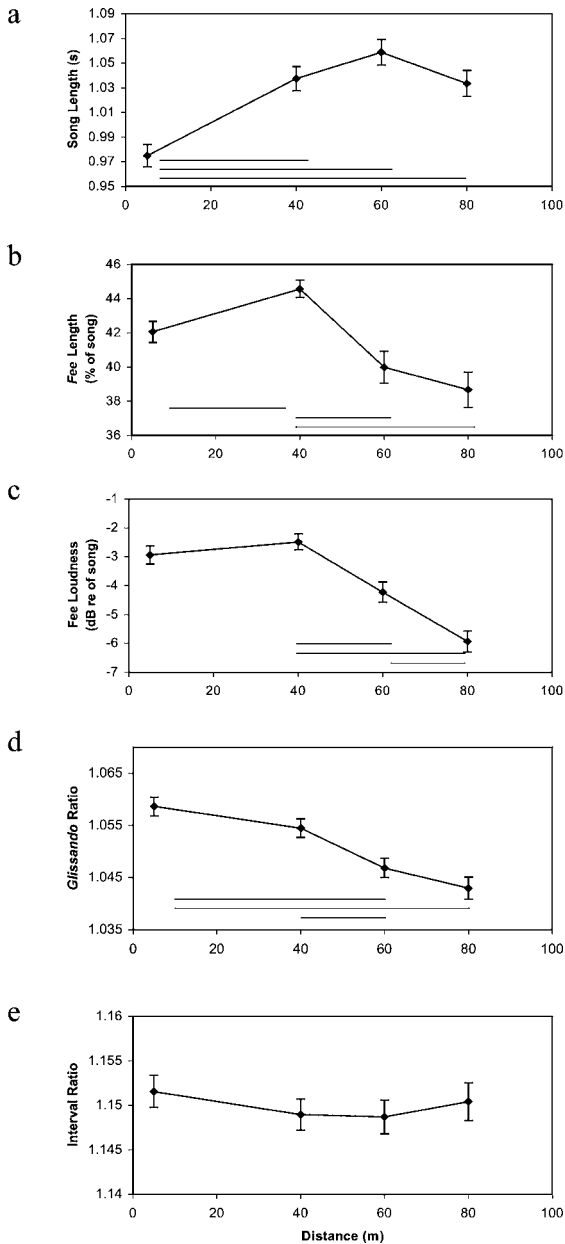 a
Song Length (s)
1.09
1.07
1.05
1.03
1.01
0.99
0.97
0.95
0 20 40 60 80 100
b
Fee Length
(% of song)
46
44
42
40
38
36
0 20 40 60 80 100
c
Fee Loudness
(dB re of song)
-1
-2
-3
-4
-5
-6
-7
0 20 40 60 80 100
d
Glissando Ratio
1.065
1.055
1.045
1.035
0 20 40 60 80 100
e
Interval Ratio
1.16
1.155
1.15
1.145
1.14
0 20 40 60 80 100
Distance (m)